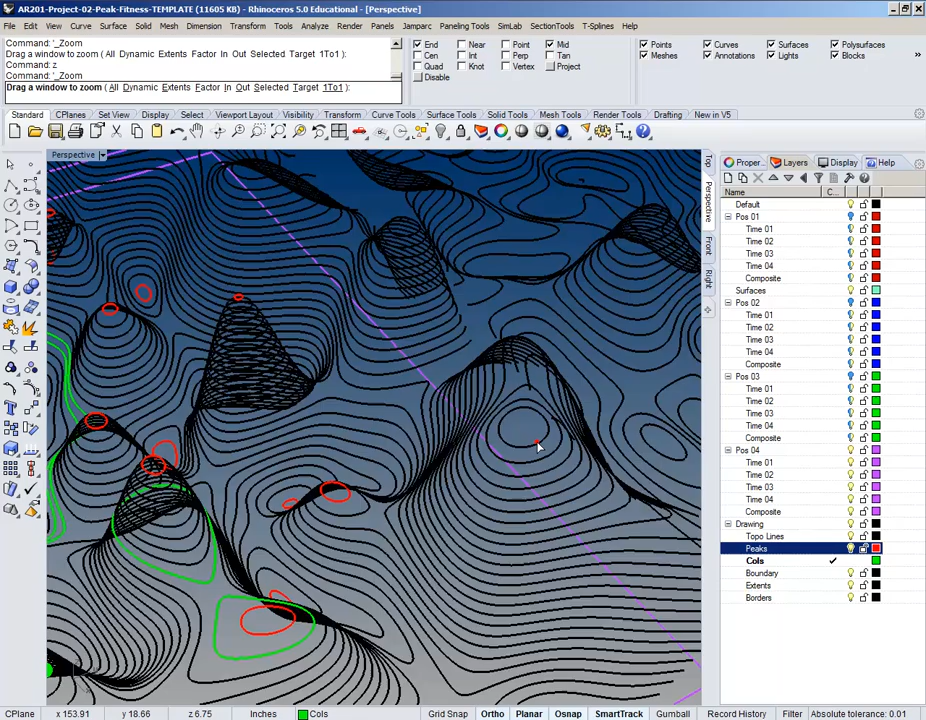 AR201-Project-02-Peak-Fitness-TEMPLATE (11605 KB) - Rhinoceros 5.0 Educational - [Perspective]
File Edit View Curve Surface Solid Mesh Dimension Transform Tools Analyze Render Panels Jamparc Paneling Tools SimLab SectionTools T-Splines Help
Command: '_Zoom
Drag a window to zoom ( All Dynamic Extents Factor In Out Selected Target 1To1 ):
Command: z
Command: '_Zoom
Drag a window to zoom ( All Dynamic Extents Factor In Out Selected Target 1To1 ):
End Near Point Mid
Cen Int Perp Tan
Quad Knot Vertex Project
Disable
Points Curves Surfaces Polysurfaces
Meshes Annotations Lights Blocks »
Standard CPlanes Set View Display Select Viewport Layout Visibility Transform Curve Tools Surface Tools Solid Tools Mesh Tools Render Tools Drafting New in V5
Perspective
Top
Perspective
Front
Right
Proper... Layers Display Help
Name C...
Default
Pos 01
Time 01
Time 02
Time 03
Time 04
Composite
Surfaces
Pos 02
Time 01
Time 02
Time 03
Time 04
Composite
Pos 03
Time 01
Time 02
Time 03
Time 04
Composite
Pos 04
Time 01
Time 02
Time 03
Time 04
Composite
Drawing
Topo Lines
Peaks
Cols
Boundary
Extents
Borders
CPlane x 153.91 y 18.66 z 6.75 Inches Cols Grid Snap Ortho Planar Osnap SmartTrack Gumball Record History Filter Absolute tolerance: 0.01